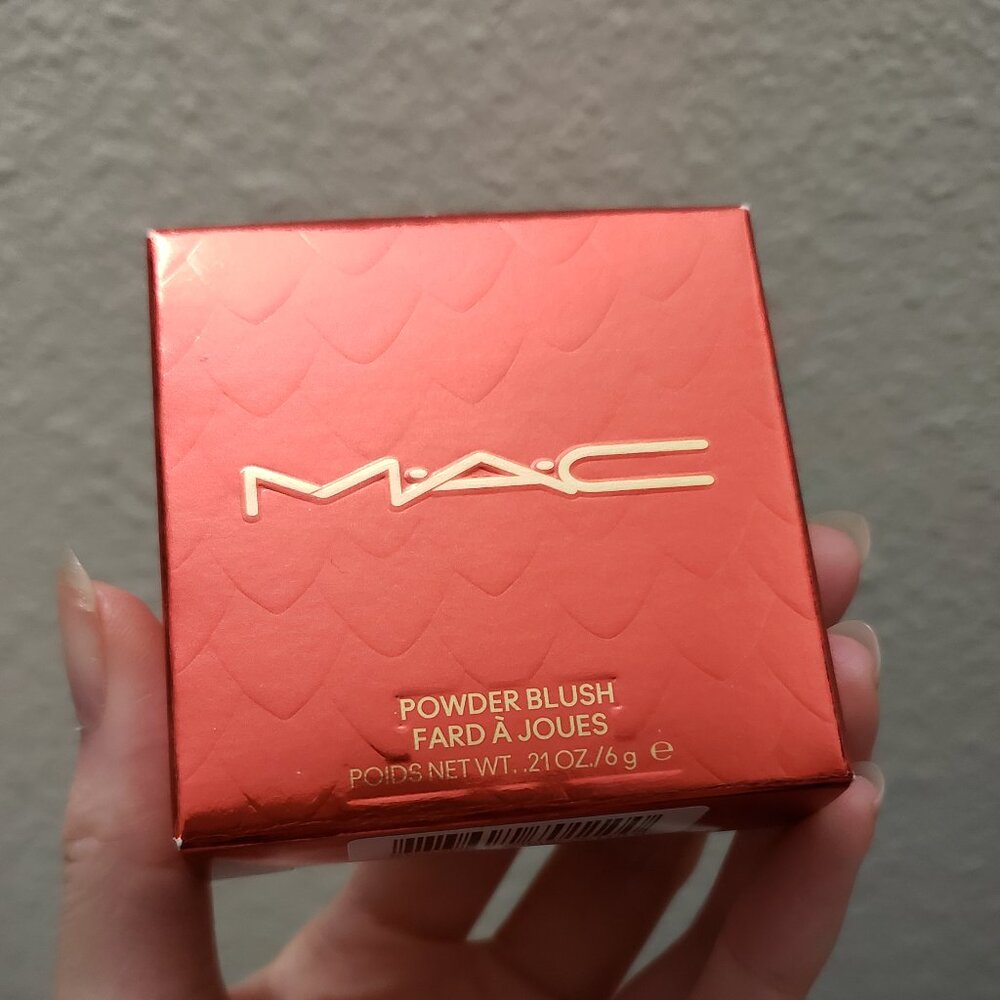 M·A·C
POWDER BLUSH
FARD À JOUES
POIDS NET WT. .21 OZ./6 g ℮